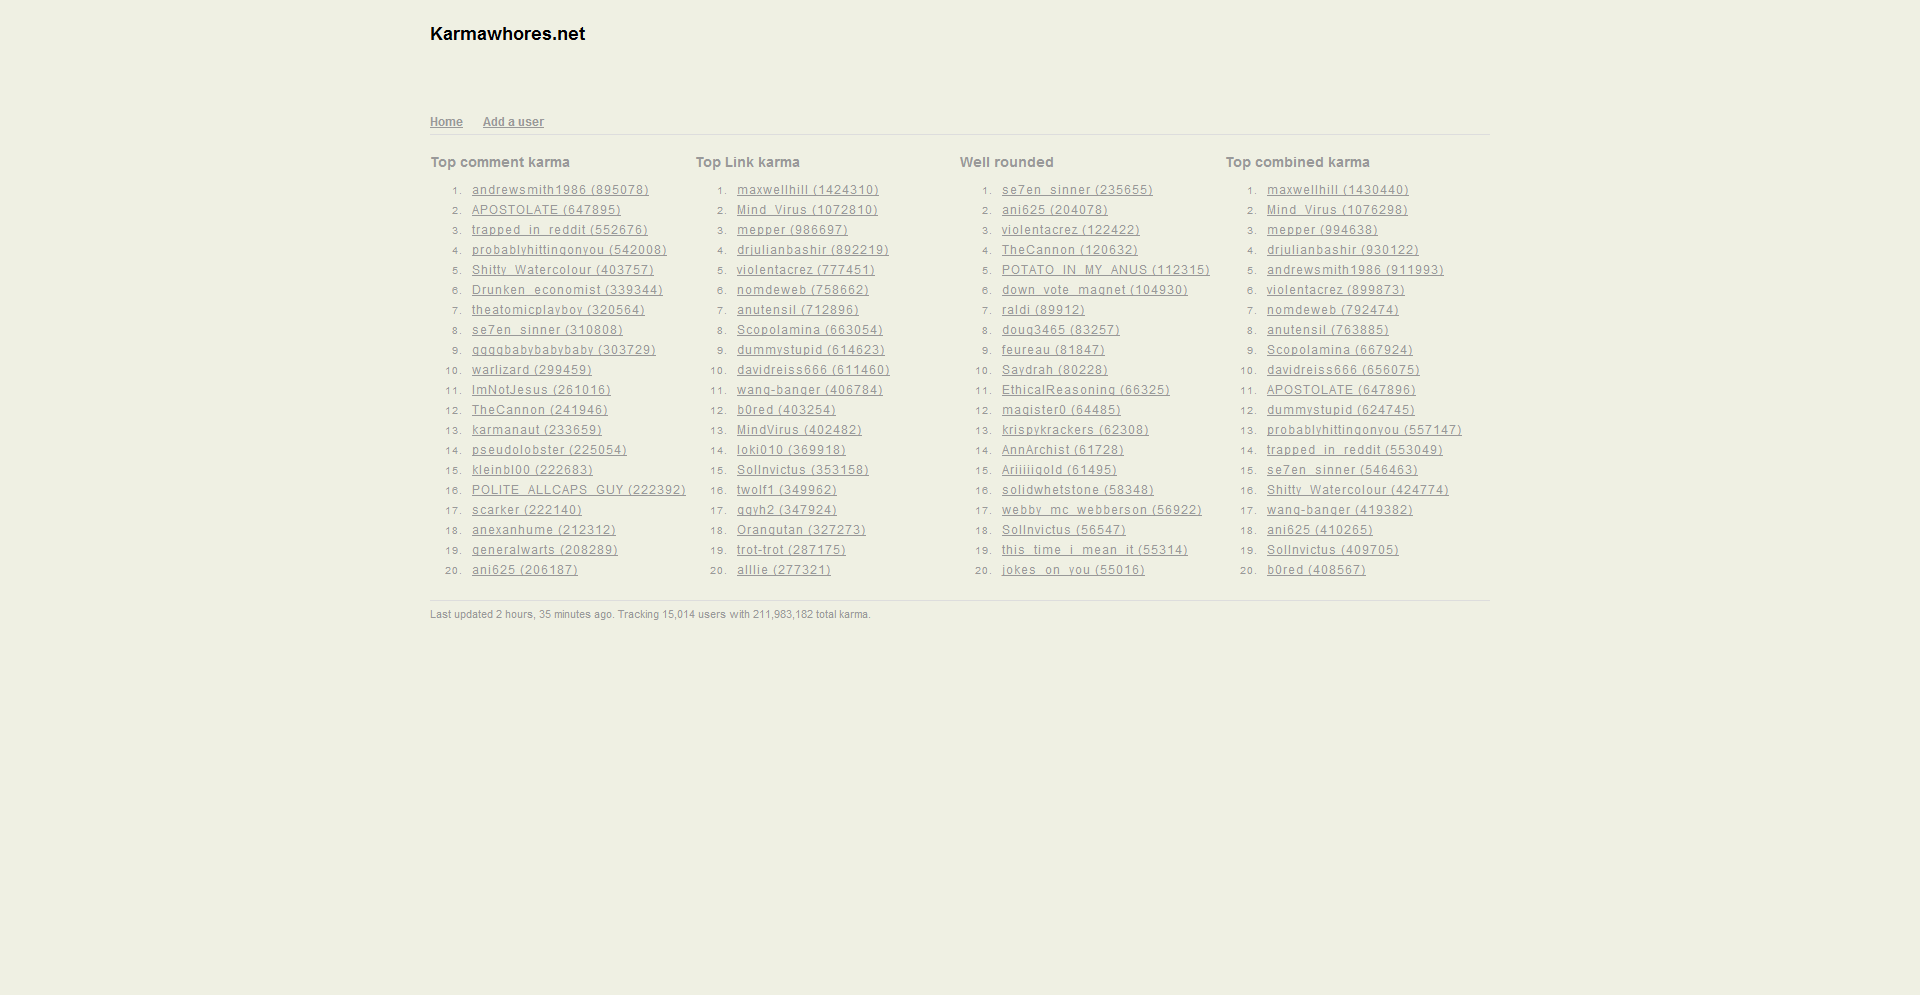 Karmawhores.net
Home Add a user
Top comment karma
1. andrewsmith1986 (895078)
2. APOSTOLATE (647895)
3. trapped_in_reddit (552676)
4. probablyhittingonyou (542008)
5. Shitty_Watercolour (403757)
6. Drunken_economist (339344)
7. theatomicplayboy (320564)
8. se7en_sinner (310808)
9. ggggbabybabybaby (303729)
10. warlizard (299459)
11. ImNotJesus (261016)
12. TheCannon (241946)
13. karmanaut (233659)
14. pseudolobster (225054)
15. kleinbl00 (222683)
16. POLITE_ALLCAPS_GUY (222392)
17. scarker (222140)
18. anexanhume (212312)
19. generalwarts (208289)
20. ani625 (206187)
Top Link karma
1. maxwellhill (1424310)
2. Mind_Virus (1072810)
3. mepper (986697)
4. drjulianbashir (892219)
5. violentacrez (777451)
6. nomdeweb (758662)
7. anutensil (712896)
8. Scopolamina (663054)
9. dummystupid (614623)
10. davidreiss666 (611460)
11. wang-banger (406784)
12. b0red (403254)
13. MindVirus (402482)
14. loki010 (369918)
15. SolInvictus (353158)
16. twolf1 (349962)
17. qgyh2 (347924)
18. Orangutan (327273)
19. trot-trot (287175)
20. alllie (277321)
Well rounded
1. se7en_sinner (235655)
2. ani625 (204078)
3. violentacrez (122422)
4. TheCannon (120632)
5. POTATO_IN_MY_ANUS (112315)
6. down_vote_magnet (104930)
7. raldi (89912)
8. doug3465 (83257)
9. feureau (81847)
10. Saydrah (80228)
11. EthicalReasoning (66325)
12. magister0 (64485)
13. krispykrackers (62308)
14. AnnArchist (61728)
15. Ariiiiigold (61495)
16. solidwhetstone (58348)
17. webby_mc_webberson (56922)
18. SolInvictus (56547)
19. this_time_i_mean_it (55314)
20. jokes_on_you (55016)
Top combined karma
1. maxwellhill (1430440)
2. Mind_Virus (1076298)
3. mepper (994638)
4. drjulianbashir (930122)
5. andrewsmith1986 (911993)
6. violentacrez (899873)
7. nomdeweb (792474)
8. anutensil (763885)
9. Scopolamina (667924)
10. davidreiss666 (656075)
11. APOSTOLATE (647896)
12. dummystupid (624745)
13. probablyhittingonyou (557147)
14. trapped_in_reddit (553049)
15. se7en_sinner (546463)
16. Shitty_Watercolour (424774)
17. wang-banger (419382)
18. ani625 (410265)
19. SolInvictus (409705)
20. b0red (408567)
Last updated 2 hours, 35 minutes ago. Tracking 15,014 users with 211,983,182 total karma.